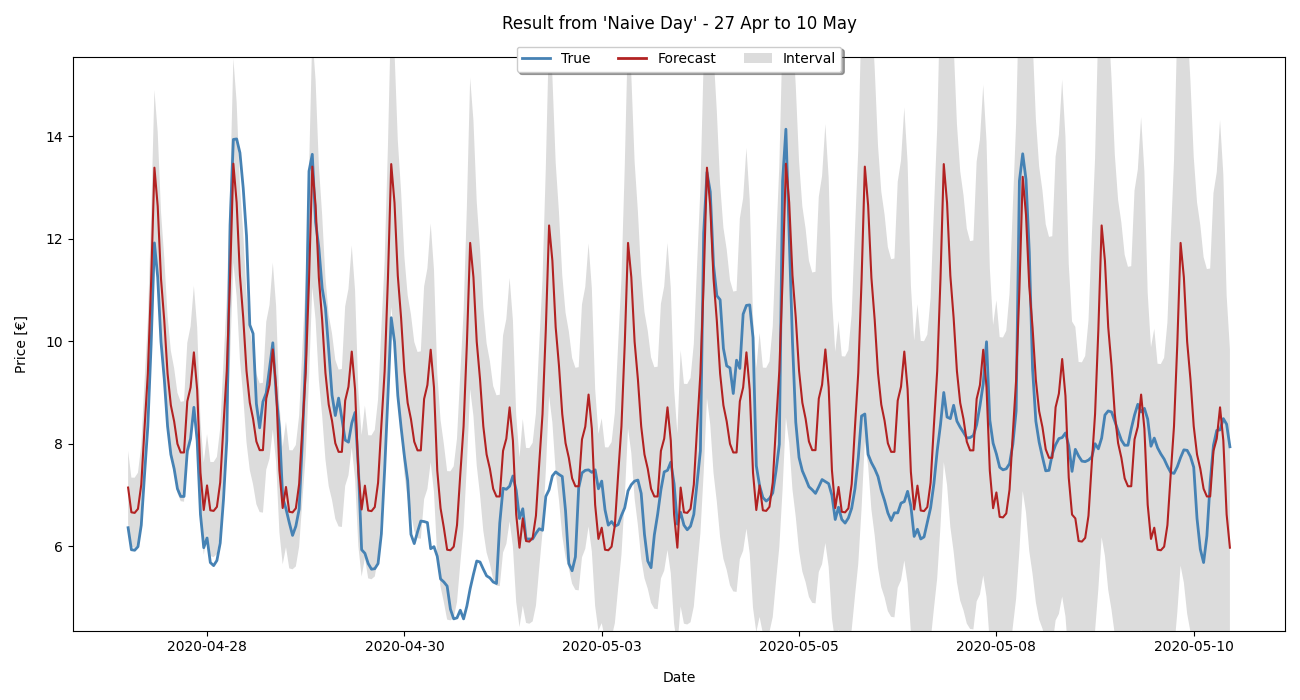 Result from 'Naive Day' - 27 Apr to 10 May
True
Forecast
Interval
Price [€]
14
12
10
8
6
2020-04-28
2020-04-30
2020-05-03
2020-05-05
2020-05-08
2020-05-10
Date